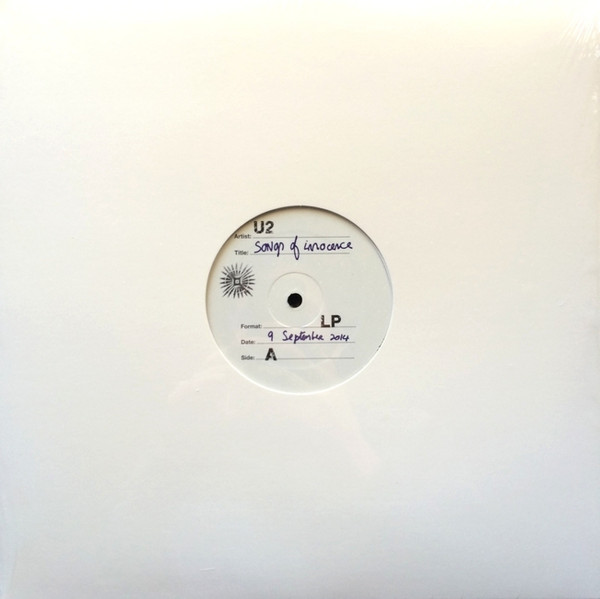 U2
Artist:
Title: Songs of innocence
Format: LP
Date: 9 September 2014
Side: A